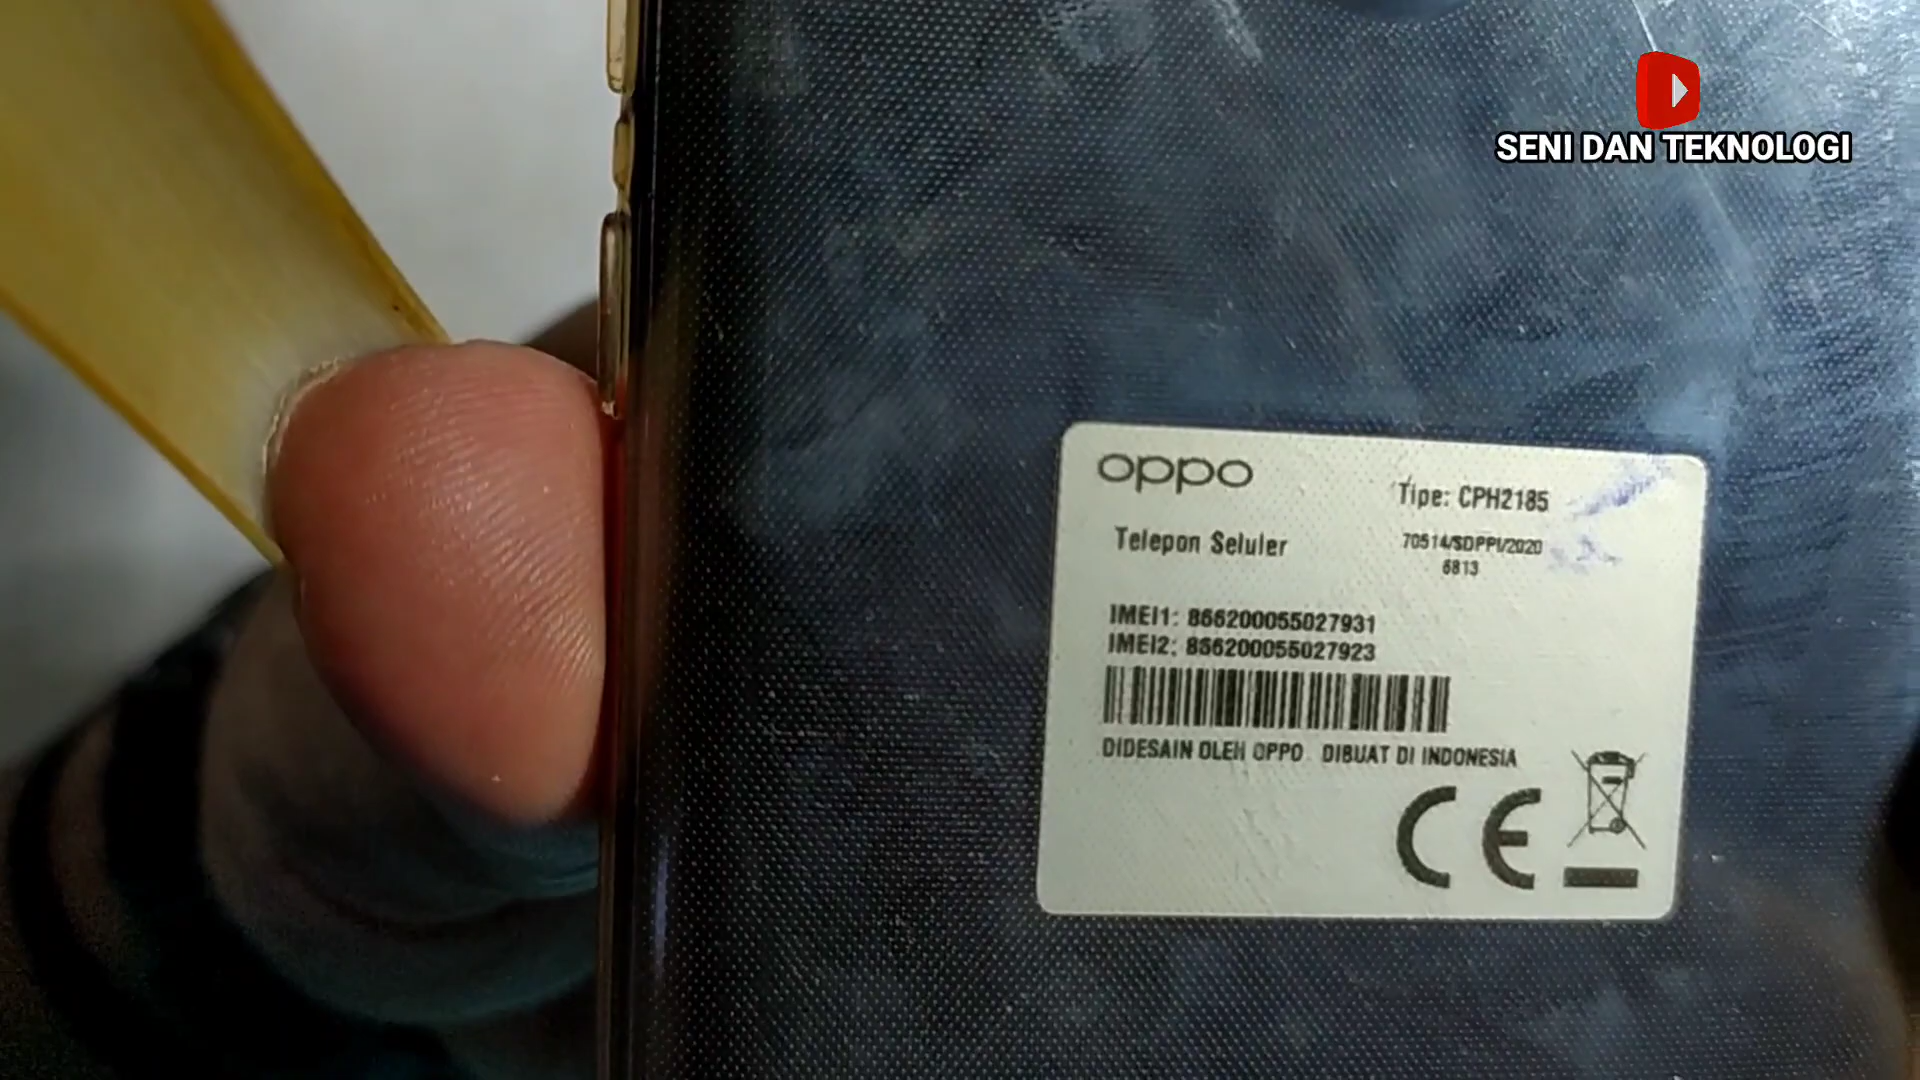 SENI DAN TEKNOLOGI
oppo
Tipe: CPH2185
Telepon Seluler
70514/SDPPI/2020
6813
IMEI1: 866200055027931
IMEI2: 866200055027923
DIDESAIN OLEH OPPO DIBUAT DI INDONESIA
CE